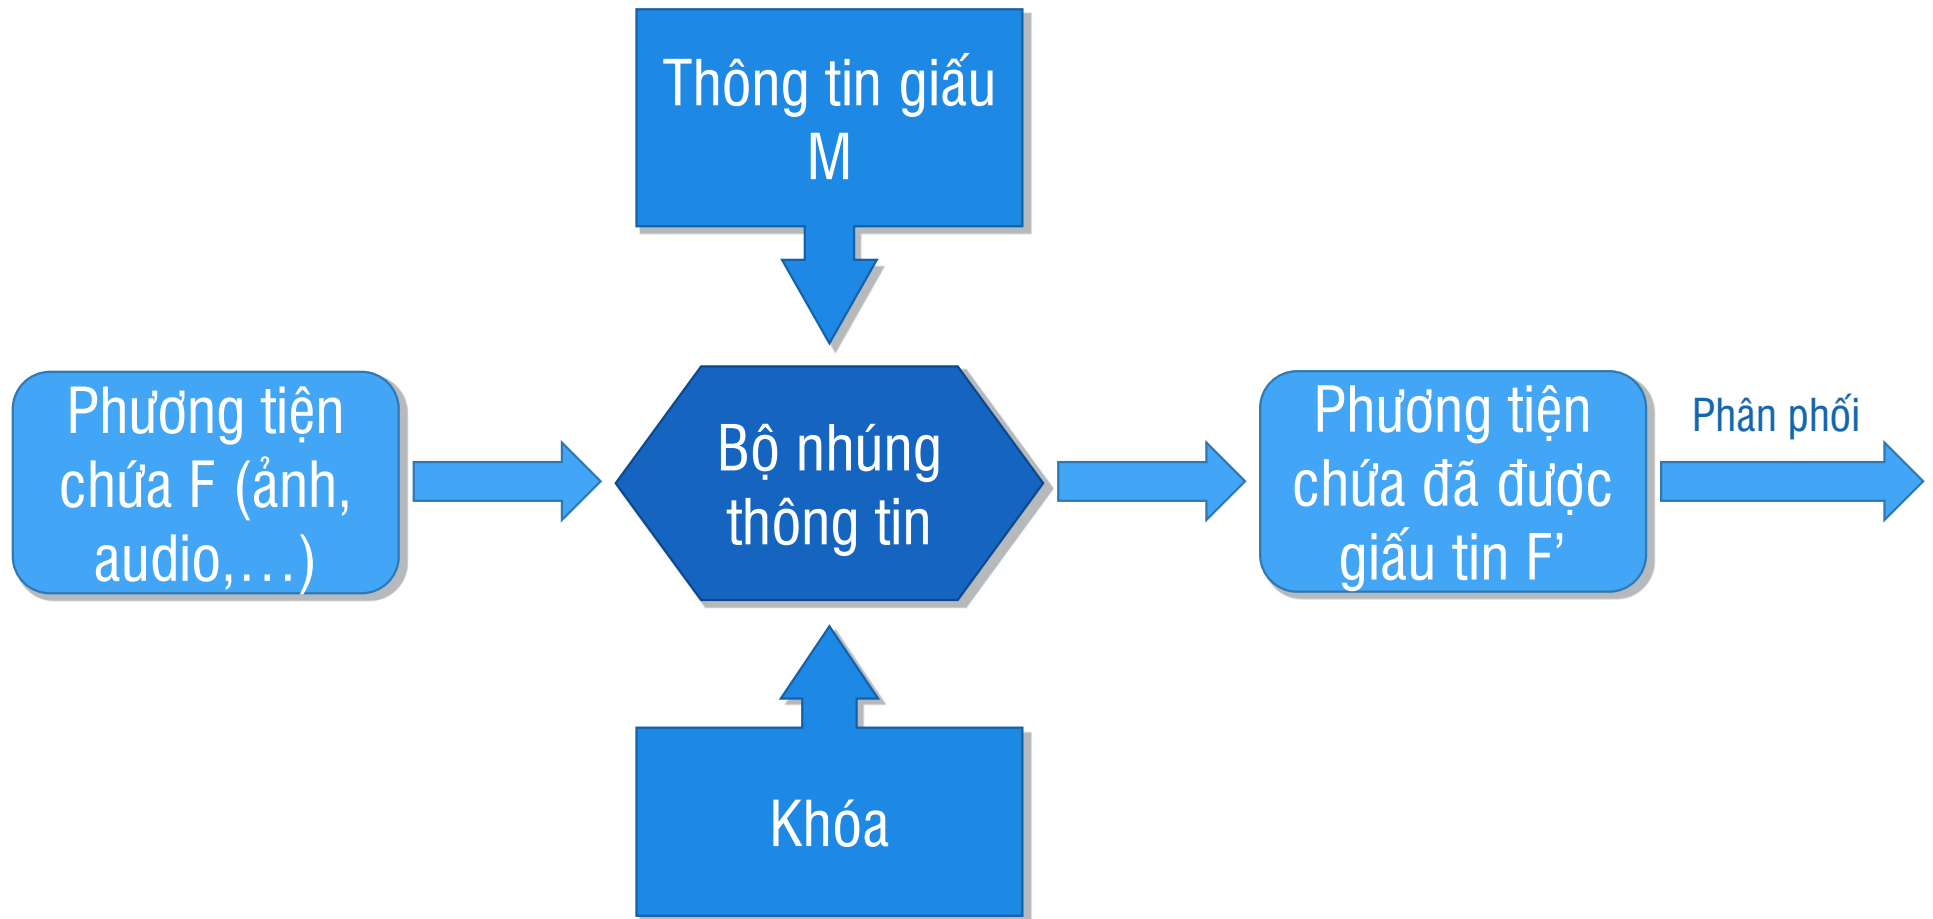 Thông tin giấu
M
Phương tiện
chứa F (ảnh,
audio,...)
Bộ nhúng
thông tin
Phương tiện
chứa đã được
giấu tin F’
Phân phối
Khóa